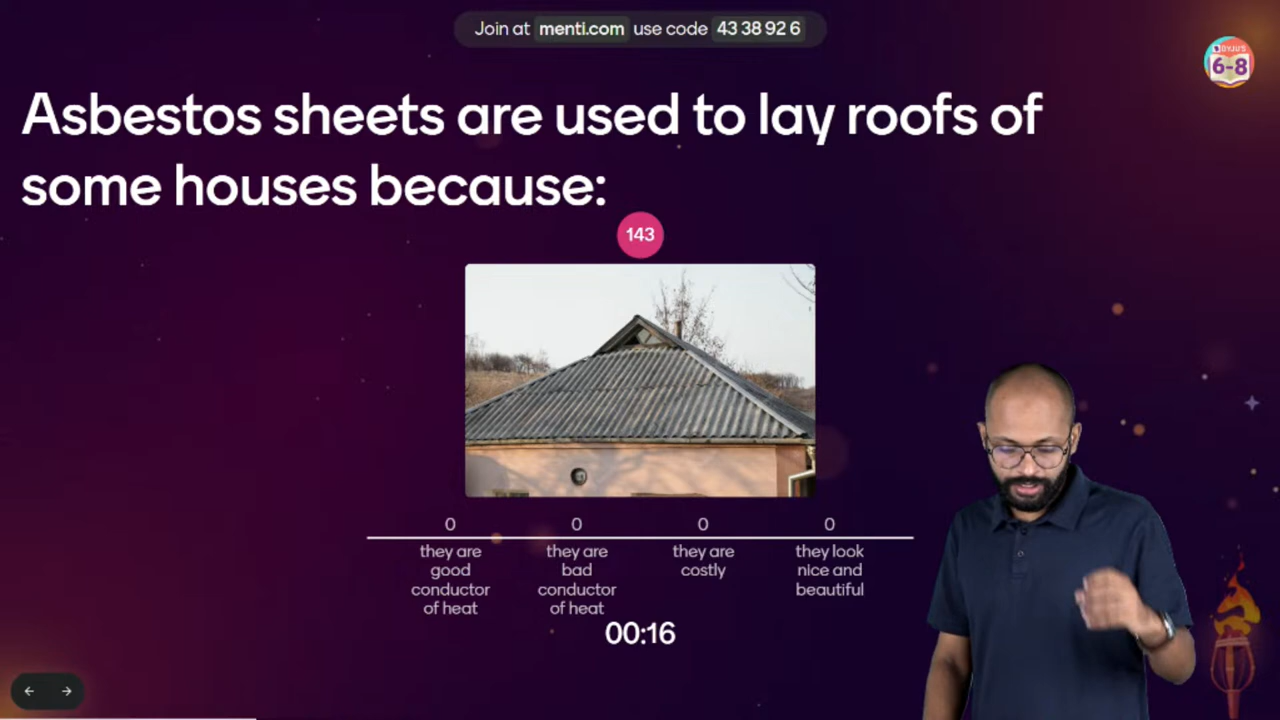 Join at menti.com use code 43 38 92 6
BYJU'S
6-8
Asbestos sheets are used to lay roofs of
some houses because:
143
0 0 0 0
they are
good
conductor
of heat
they are
bad
conductor
of heat
they are
costly
they look
nice and
beautiful
00:16